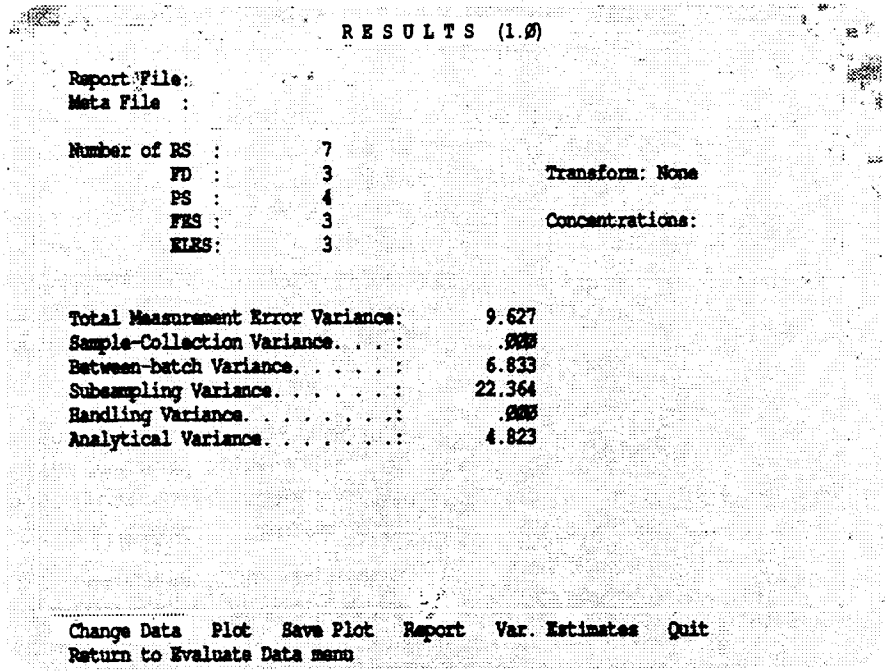 R E S U L T S (1.0)
Report File:
Meta File :
Number of RS : 7
FD : 3 Transform: None
PS : 4
FES : 3 Concentrations:
ELRS: 3
Total Measurement Error Variance: 9.627
Sample-Collection Variance. . . : .000
Between-batch Variance. . . . . : 6.833
Subsampling Variance. . . . . . : 22.364
Handling Variance. . . . . . . .: .000
Analytical Variance. . . . . . .: 4.823
Change Data Plot Save Plot Report Var. Estimates Quit
Return to Evaluate Data menu